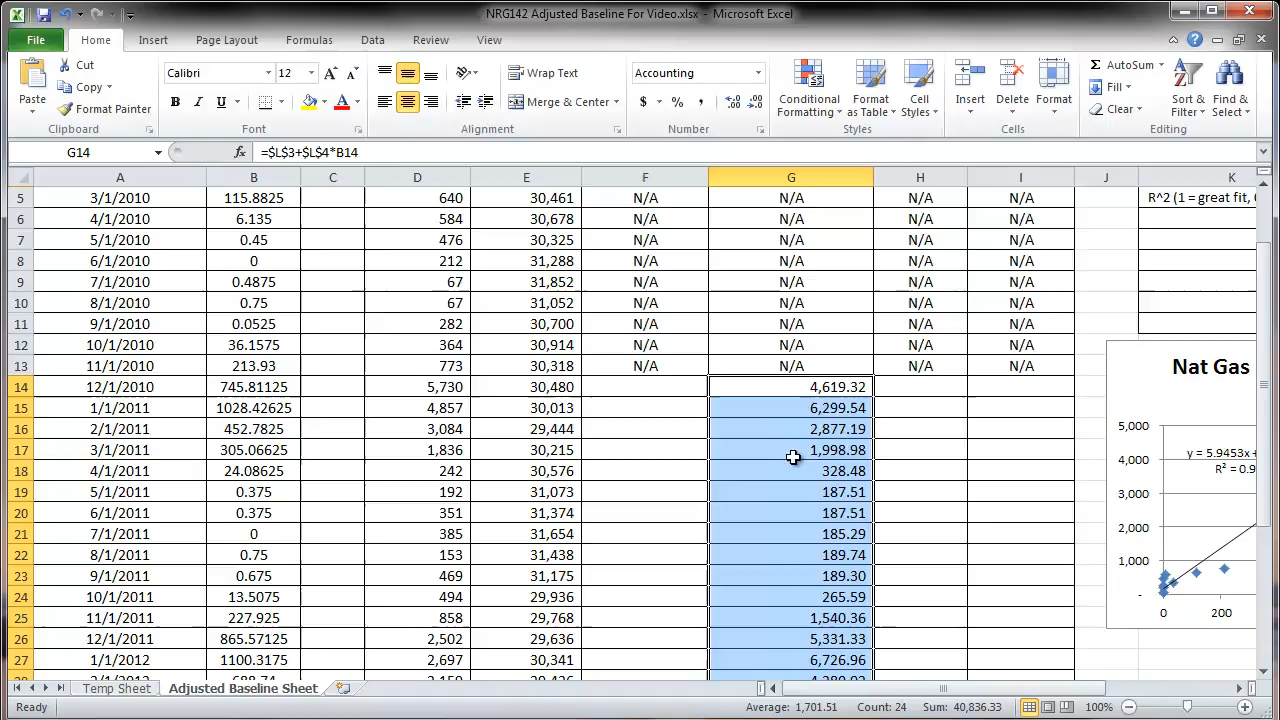 NRG142 Adjusted Baseline For Video.xlsx - Microsoft Excel
File Home Insert Page Layout Formulas Data Review View
Paste
Cut
Copy
Format Painter
Clipboard
Calibri 12
B I U
Font
Wrap Text
Merge & Center
Alignment
Accounting
$ % ,
Number
Conditional Formatting
Format as Table
Cell Styles
Styles
Insert Delete Format
Cells
AutoSum
Fill
Clear
Sort & Filter
Find & Select
Editing
G14 fx =$L$3+$L$4*B14
A B C D E F G H I J K
5 3/1/2010 115.8825 640 30,461 N/A N/A N/A N/A R^2 (1 = great fit,
6 4/1/2010 6.135 584 30,678 N/A N/A N/A N/A
7 5/1/2010 0.45 476 30,325 N/A N/A N/A N/A
8 6/1/2010 0 212 31,288 N/A N/A N/A N/A
9 7/1/2010 0.4875 67 31,852 N/A N/A N/A N/A
10 8/1/2010 0.75 67 31,052 N/A N/A N/A N/A
11 9/1/2010 0.0525 282 30,700 N/A N/A N/A N/A
12 10/1/2010 36.1575 364 30,914 N/A N/A N/A N/A
13 11/1/2010 213.93 773 30,318 N/A N/A N/A N/A
14 12/1/2010 745.81125 5,730 30,480 4,619.32
15 1/1/2011 1028.42625 4,857 30,013 6,299.54
16 2/1/2011 452.7825 3,084 29,444 2,877.19
17 3/1/2011 305.06625 1,836 30,215 1,998.98
18 4/1/2011 24.08625 242 30,576 328.48
19 5/1/2011 0.375 192 31,073 187.51
20 6/1/2011 0.375 351 31,374 187.51
21 7/1/2011 0 385 31,654 185.29
22 8/1/2011 0.75 153 31,438 189.74
23 9/1/2011 0.675 469 31,175 189.30
24 10/1/2011 13.5075 494 29,936 265.59
25 11/1/2011 227.925 858 29,768 1,540.36
26 12/1/2011 865.57125 2,502 29,636 5,331.33
27 1/1/2012 1100.3175 2,697 30,341 6,726.96
Nat Gas
5,000
4,000
3,000
2,000
1,000
-
y = 5.9453x +
R² = 0.9
0 200
Temp Sheet Adjusted Baseline Sheet
Ready Average: 1,701.51 Count: 24 Sum: 40,836.33 100%